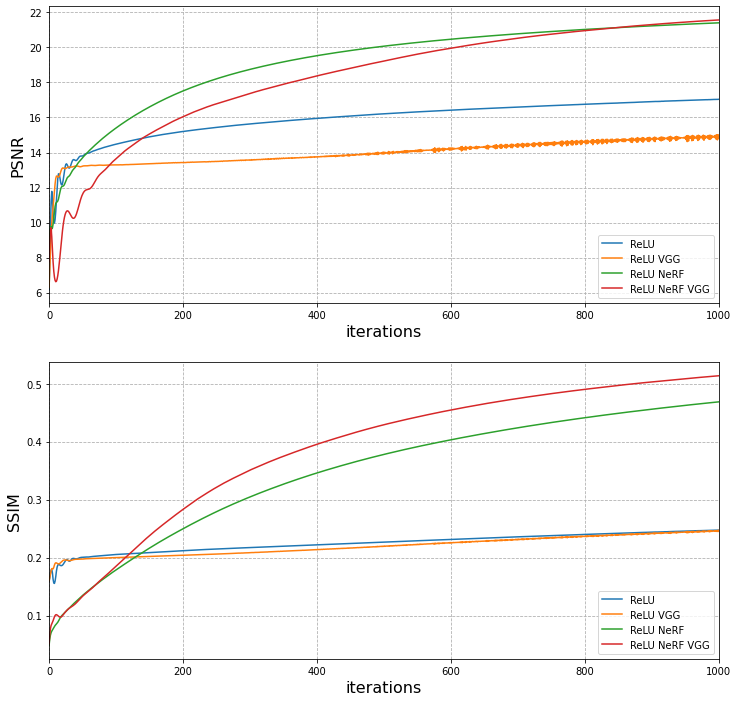 22
20
18
16
14
12
10
8
6
PSNR
0 200 400 600 800 1000
iterations
ReLU
ReLU VGG
ReLU NeRF
ReLU NeRF VGG
0.5
0.4
0.3
0.2
0.1
SSIM
0 200 400 600 800 1000
iterations
ReLU
ReLU VGG
ReLU NeRF
ReLU NeRF VGG